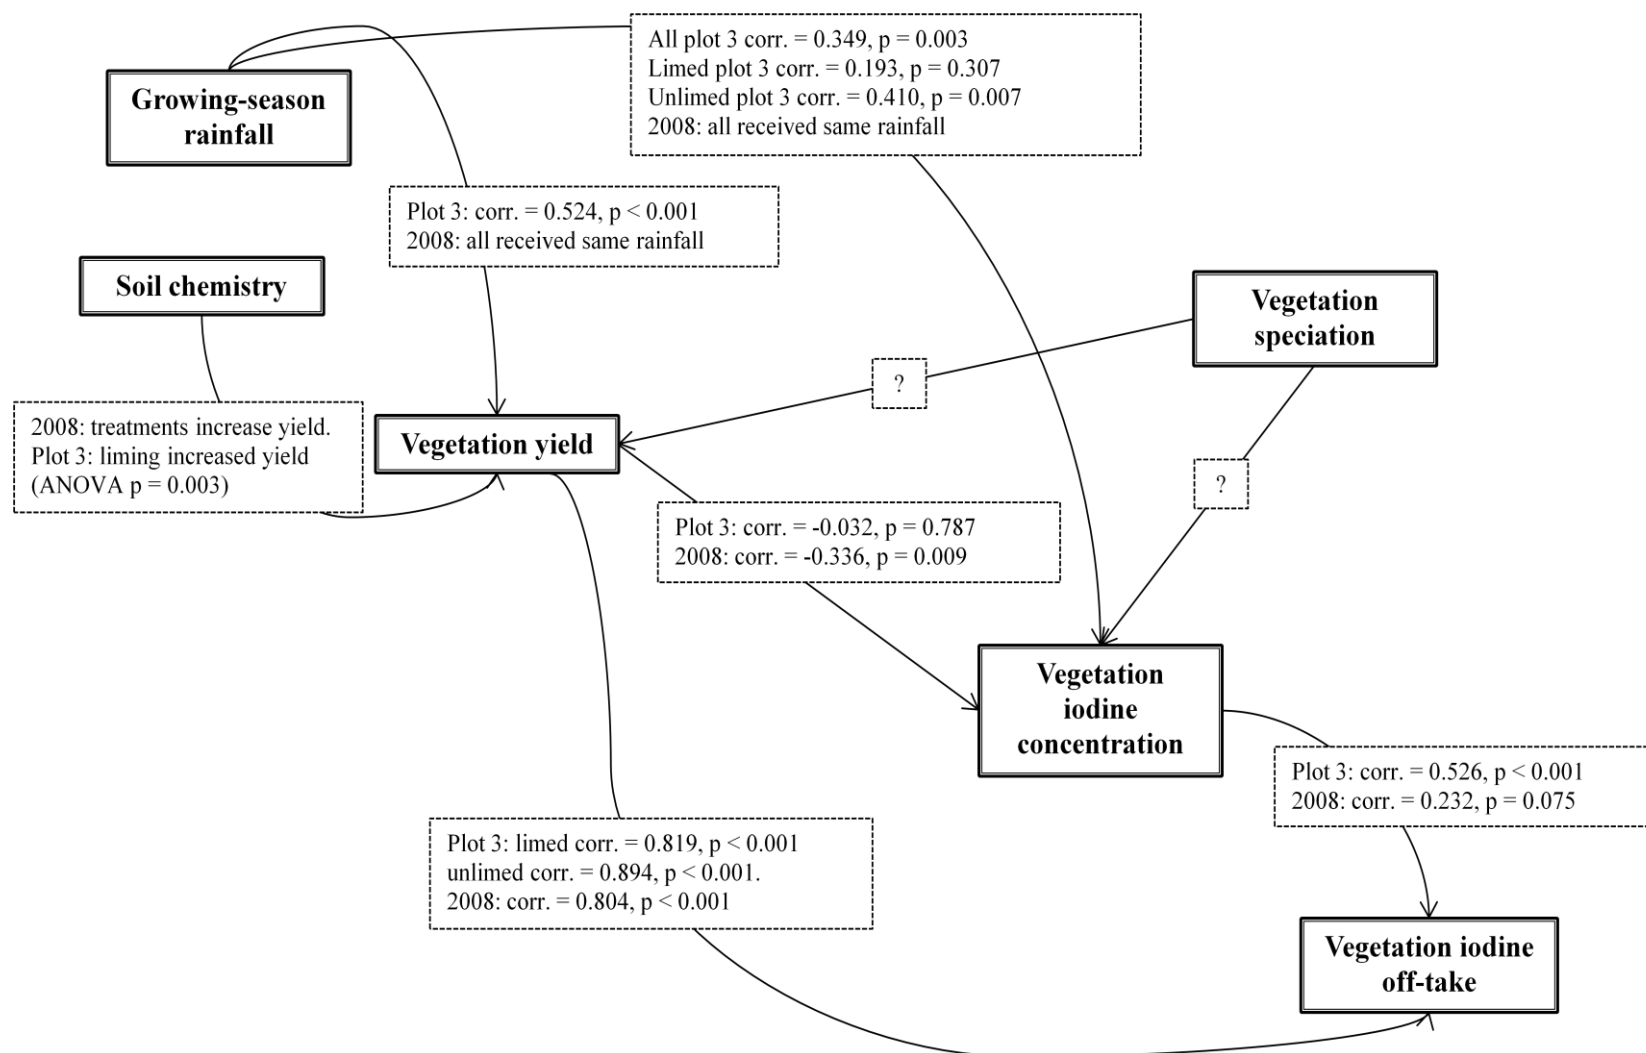 All plot 3 corr. = 0.349, p = 0.003
Limed plot 3 corr. = 0.193, p = 0.307
Unlimed plot 3 corr. = 0.410, p = 0.007
2008: all received same rainfall
Growing-season
rainfall
Plot 3: corr. = 0.524, p < 0.001
2008: all received same rainfall
Soil chemistry
Vegetation
speciation
?
2008: treatments increase yield.
Plot 3: liming increased yield
(ANOVA p = 0.003)
Vegetation yield
?
Plot 3: corr. = -0.032, p = 0.787
2008: corr. = -0.336, p = 0.009
Vegetation
iodine
concentration
Plot 3: corr. = 0.526, p < 0.001
2008: corr. = 0.232, p = 0.075
Plot 3: limed corr. = 0.819, p < 0.001
unlimed corr. = 0.894, p < 0.001.
2008: corr. = 0.804, p < 0.001
Vegetation iodine
off-take